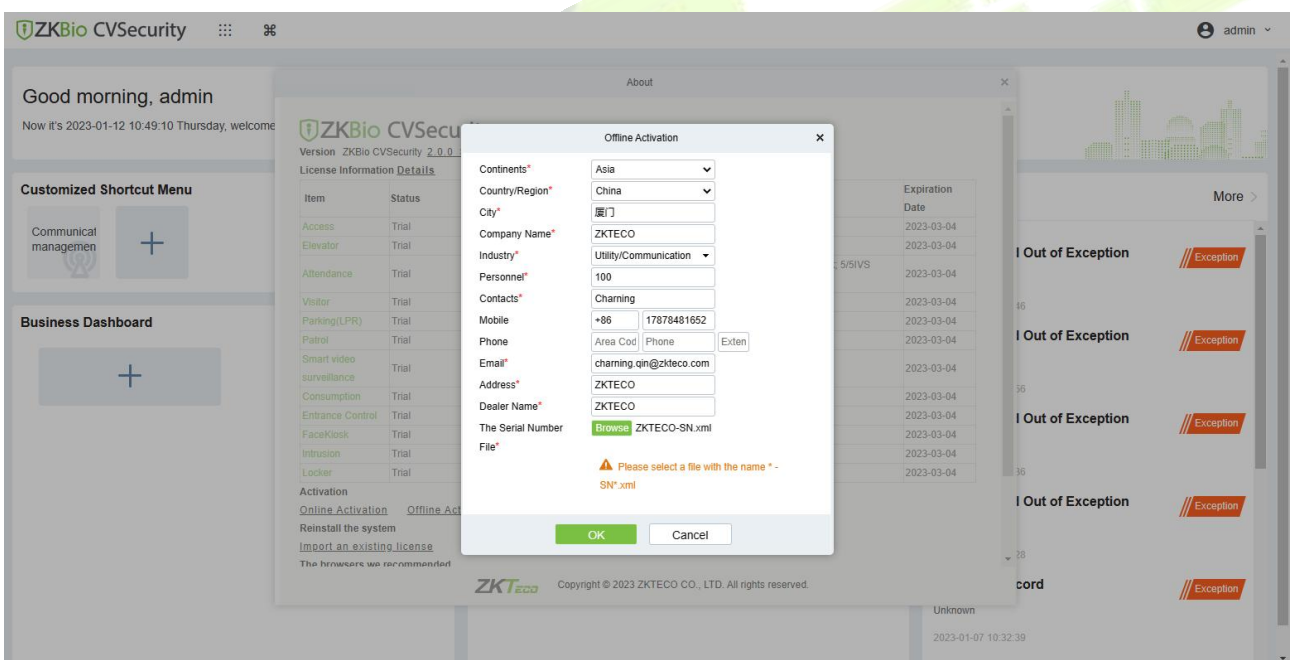 ZKBio CVSecurity
admin
Good morning, admin
Now it's 2023-01-12 10:49:10 Thursday, welcome
Customized Shortcut Menu
Communicat
managemen
Business Dashboard
About
ZKBio CVSecu
Version ZKBio CVSecurity 2.0.0
License Information Details
Item Status Expiration Date
Access Trial 2023-03-04
Elevator Trial 2023-03-04
Attendance Trial 5/5IVS 2023-03-04
Visitor Trial 2023-03-04
Parking(LPR) Trial 2023-03-04
Patrol Trial 2023-03-04
Smart video surveillance Trial 2023-03-04
Consumption Trial 2023-03-04
Entrance Control Trial 2023-03-04
FaceKiosk Trial 2023-03-04
Intrusion Trial 2023-03-04
Locker Trial 2023-03-04
Activation
Online Activation Offline Act
Reinstall the system
Import an existing license
The browsers we recommended
ZKTECO Copyright © 2023 ZKTECO CO., LTD. All rights reserved.
Offline Activation ×
Continents* Asia
Country/Region* China
City* 厦门
Company Name* ZKTECO
Industry* Utility/Communication
Personnel* 100
Contacts* Charning
Mobile +86 17878481652
Phone Area Cod Phone Exten
Email* charning.qin@zkteco.com
Address* ZKTECO
Dealer Name* ZKTECO
The Serial Number Browse ZKTECO-SN.xml
File*
Please select a file with the name * -
SN*.xml
OK Cancel
More >
l Out of Exception Exception
46
l Out of Exception Exception
56
l Out of Exception Exception
36
l Out of Exception Exception
28
cord Exception
Unknown
2023-01-07 10:32:39